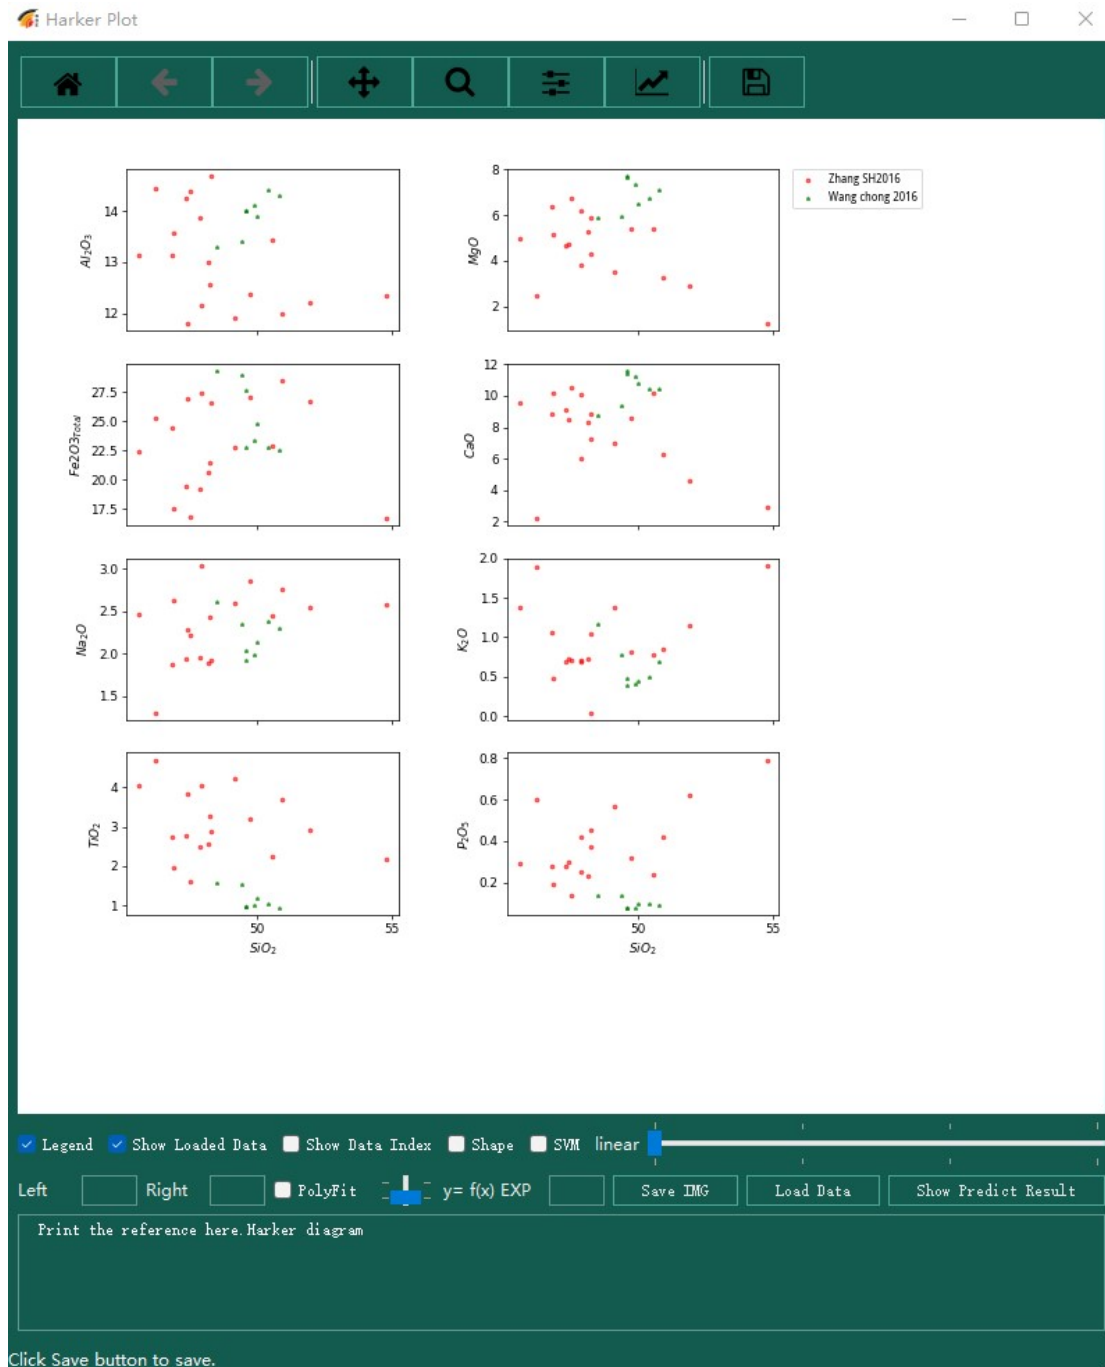 Harker Plot
Al2O3
14
13
12
MgO
8
6
4
2
Zhang SH2016
Wang chong 2016
Fe2O3Total
27.5
25.0
22.5
20.0
17.5
CaO
12
10
8
6
4
2
Na2O
3.0
2.5
2.0
1.5
K2O
2.0
1.5
1.0
0.5
0.0
TiO2
4
3
2
1
50
55
SiO2
P2O5
0.8
0.6
0.4
0.2
50
55
SiO2
Legend Show Loaded Data Show Data Index Shape SVM linear
Left Right PolyFit y= f(x) EXP Save IMG Load Data Show Predict Result
Print the reference here.Harker diagram
Click Save button to save.